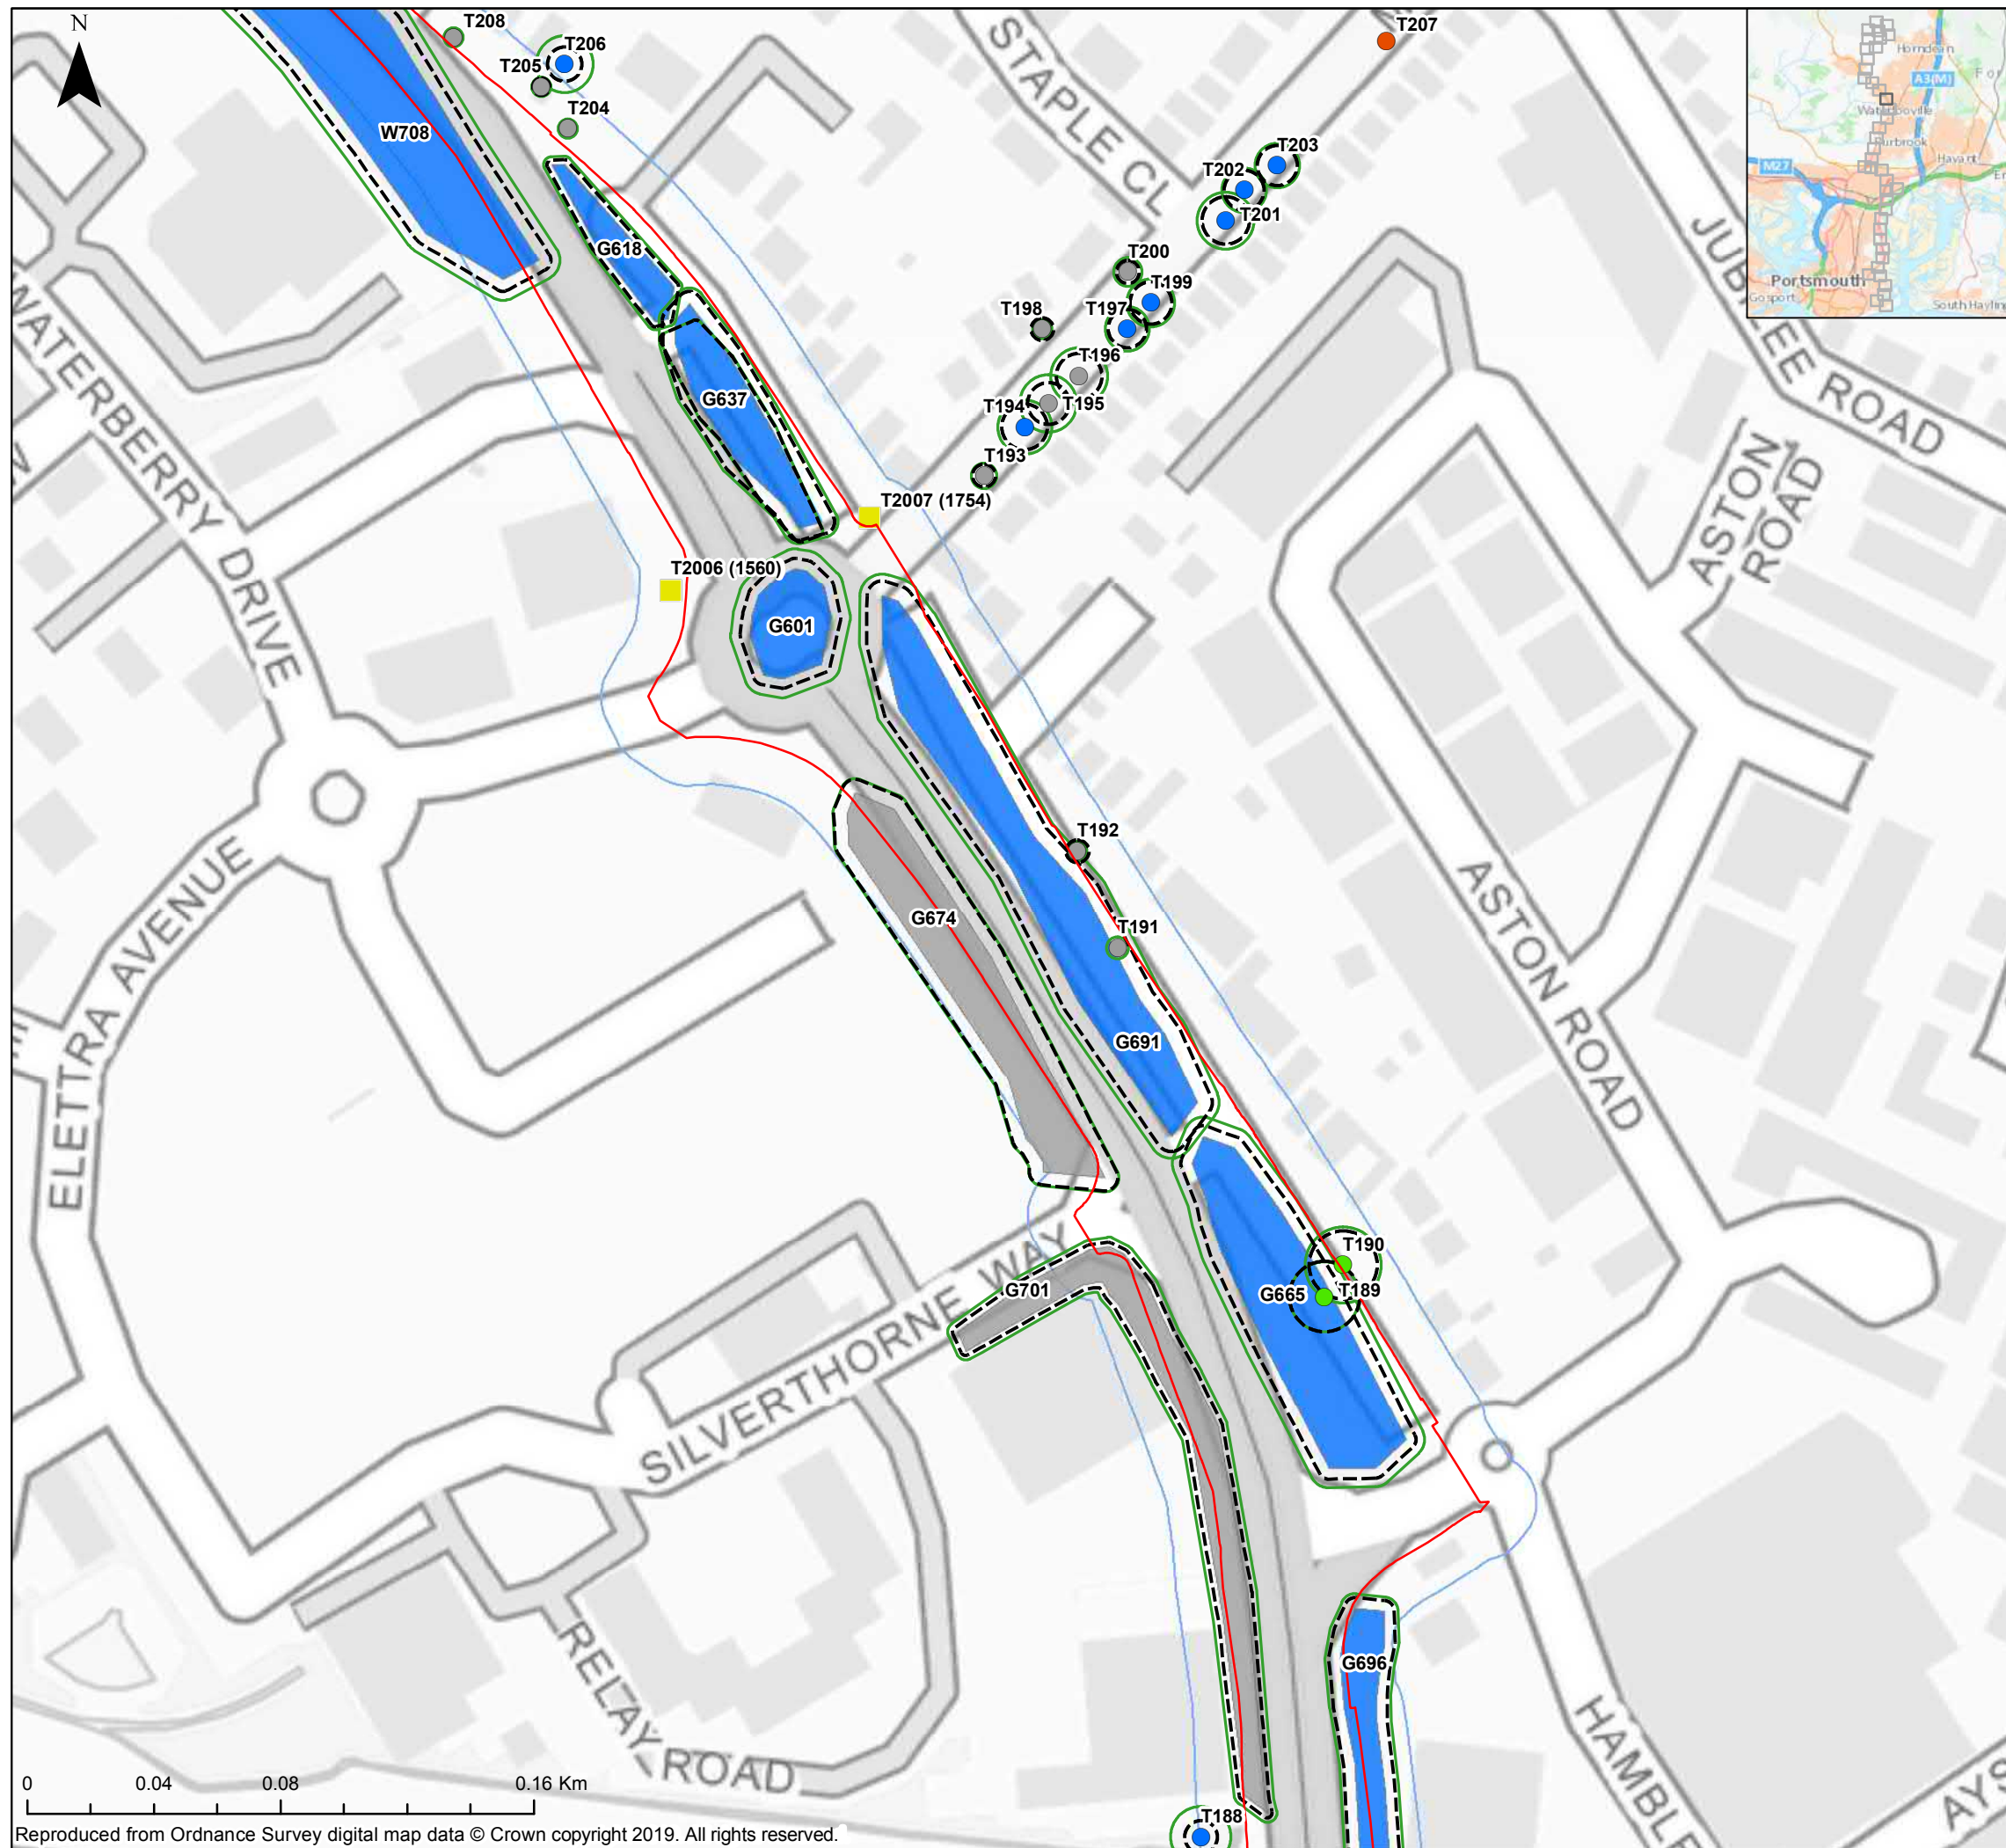 N
T208
T206
T205
T204
W708
G618
G637
STAPLE CL
T207
T203
T202
T201
T200
T199
T198
T197
T196
T195
T194
T193
T2007 (1754)
T2006 (1560)
G601
Horndean
A3(M)
Waterlooville
Purbrook
Havant
M27
Portsmouth
Gosport
JUBILEE ROAD
ASTON
ROAD
WATERBERRY DRIVE
ELETTRA AVENUE
T192
G674
T191
G691
ASTON ROAD
T190
T189
G665
G701
SILVERTHORNE WAY
RELAY ROAD
G696
T188
0
0.04
0.08
0.16 Km
Reproduced from Ordnance Survey digital map data © Crown copyright 2019. All rights reserved.